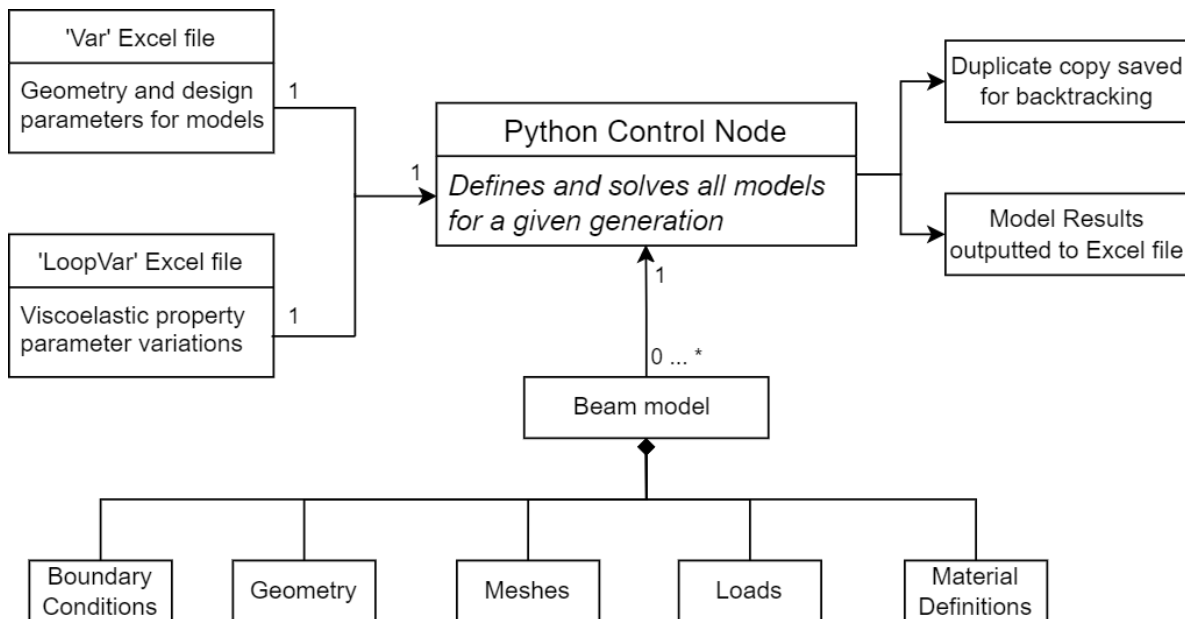 'Var' Excel file
Geometry and design
parameters for models
1
'LoopVar' Excel file
Viscoelastic property
parameter variations
1
1
Python Control Node
Defines and solves all models
for a given generation
Duplicate copy saved
for backtracking
Model Results
outputted to Excel file
1
0 ... *
Beam model
Boundary
Conditions
Geometry
Meshes
Loads
Material
Definitions